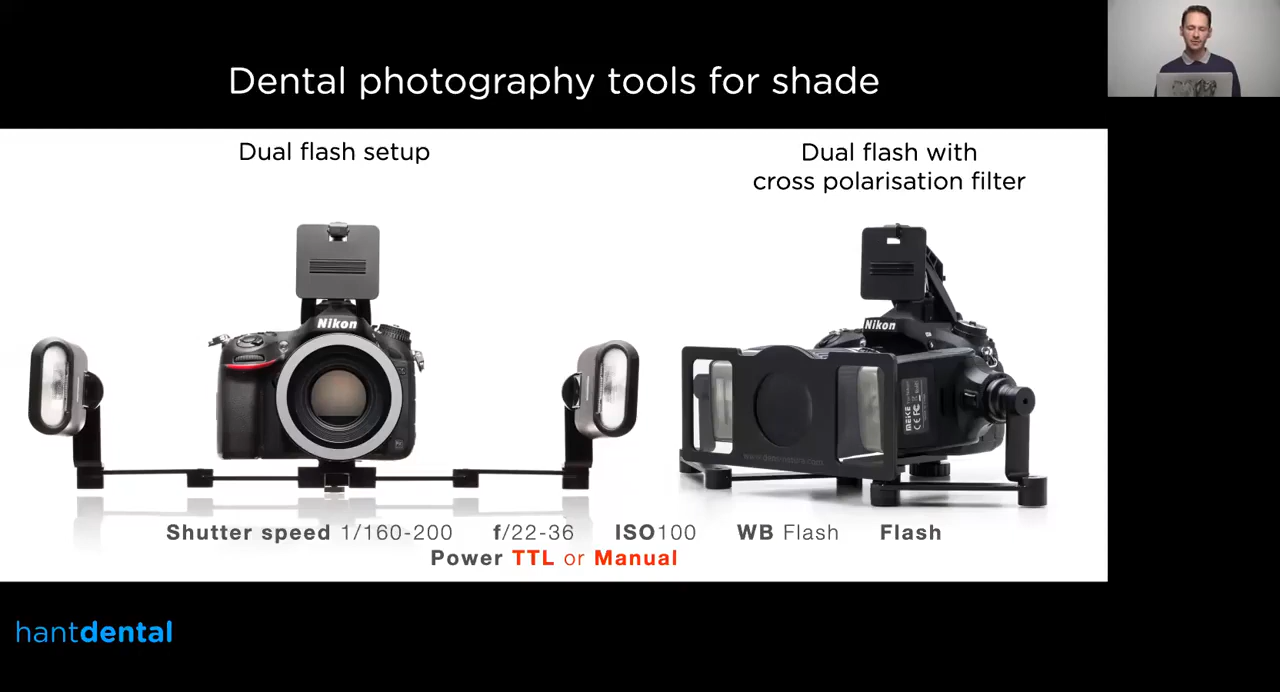 Dental photography tools for shade
Dual flash setup
Dual flash with
cross polarisation filter
Nikon
Nikon
MEIKE
Shutter speed 1/160-200 f/22-36 ISO100 WB Flash Flash
Power TTL or Manual
hantdental